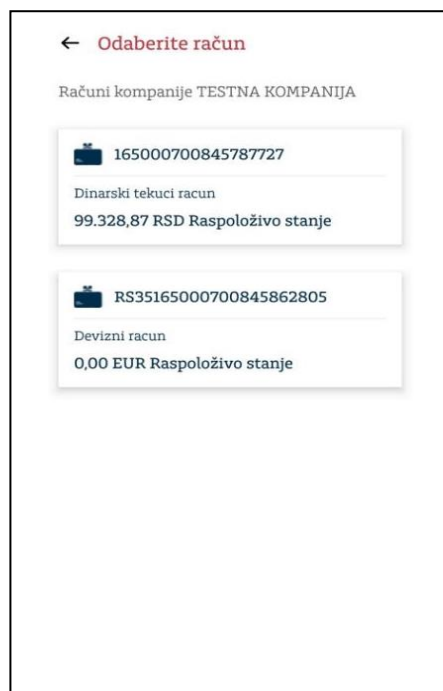 ← Odaberite račun
Računi kompanije TESTNA KOMPANIJA
165000700845787727
Dinarski tekuci racun
99.328,87 RSD Raspoloživo stanje
RS35165000700845862805
Devizni racun
0,00 EUR Raspoloživo stanje